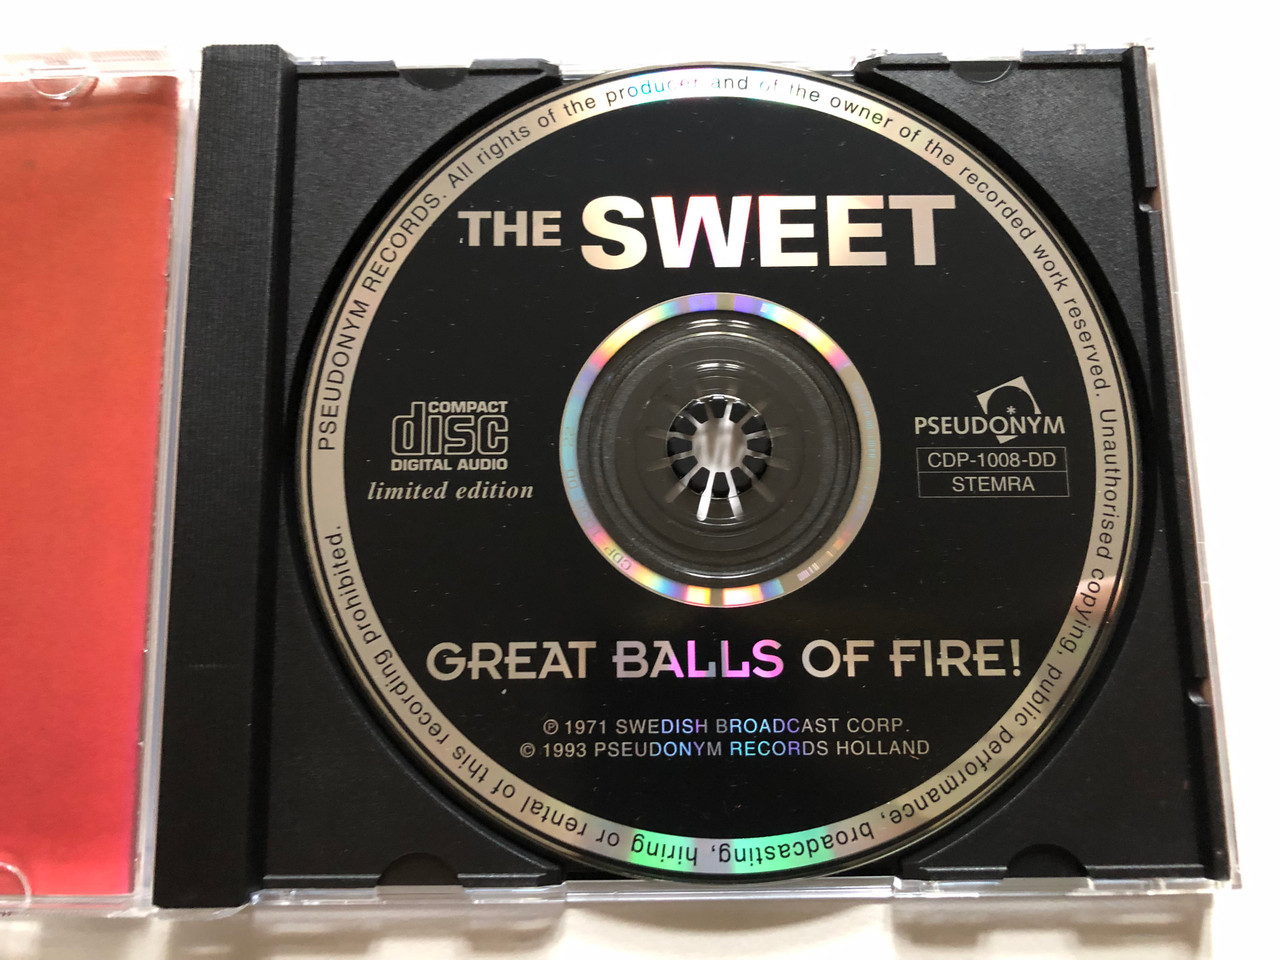 PSEUDONYM RECORDS. All rights of the producer and of the owner of the recorded work reserved. Unauthorised copying, public performance, broadcasting, hiring or rental of this recording prohibited.
THE SWEET
COMPACT
disc
DIGITAL AUDIO
limited edition
PSEUDONYM
CDP-1008-DD
STEMRA
GREAT BALLS OF FIRE!
℗ 1971 SWEDISH BROADCAST CORP.
© 1993 PSEUDONYM RECORDS HOLLAND